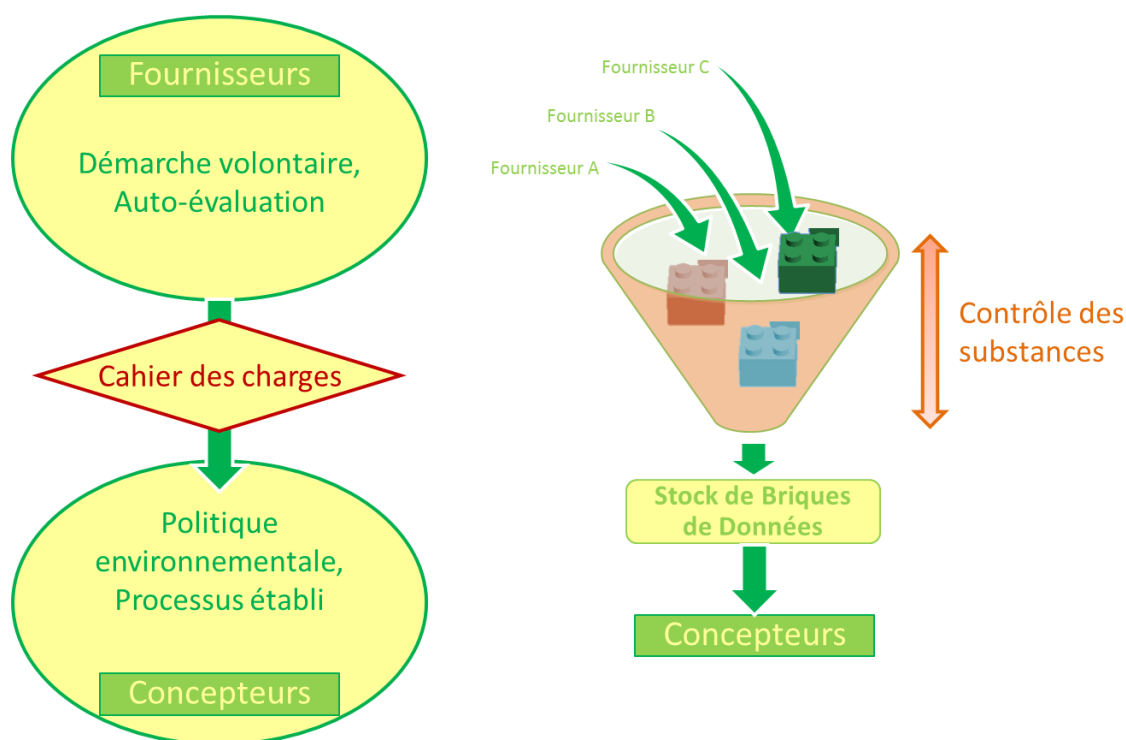 Fournisseurs
Démarche volontaire,
Auto-évaluation
Cahier des charges
Politique
environnementale,
Processus établi
Concepteurs
Fournisseur C
Fournisseur B
Fournisseur A
Contrôle des
substances
Stock de Briques
de Données
Concepteurs